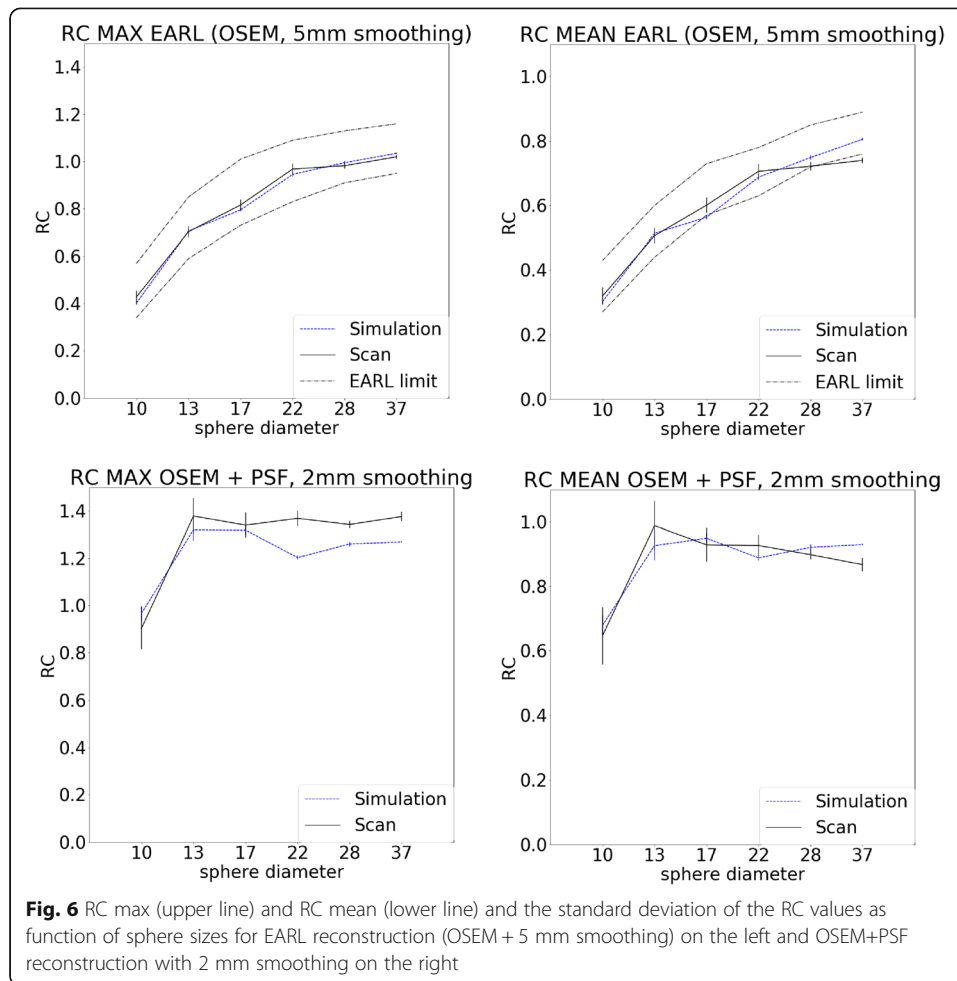 RC MAX EARL (OSEM, 5mm smoothing)
1.4
1.2
1.0
0.8
0.6
0.4
0.2
0.0
RC
10 13 17 22 28 37
sphere diameter
Simulation
Scan
EARL limit
RC MEAN EARL (OSEM, 5mm smoothing)
1.0
0.8
0.6
0.4
0.2
0.0
RC
10 13 17 22 28 37
sphere diameter
Simulation
Scan
EARL limit
RC MAX OSEM + PSF, 2mm smoothing
1.4
1.2
1.0
0.8
0.6
0.4
0.2
0.0
RC
10 13 17 22 28 37
sphere diameter
Simulation
Scan
RC MEAN OSEM + PSF, 2mm smoothing
1.0
0.8
0.6
0.4
0.2
0.0
RC
10 13 17 22 28 37
sphere diameter
Simulation
Scan
Fig. 6 RC max (upper line) and RC mean (lower line) and the standard deviation of the RC values as
function of sphere sizes for EARL reconstruction (OSEM + 5 mm smoothing) on the left and OSEM+PSF
reconstruction with 2 mm smoothing on the right